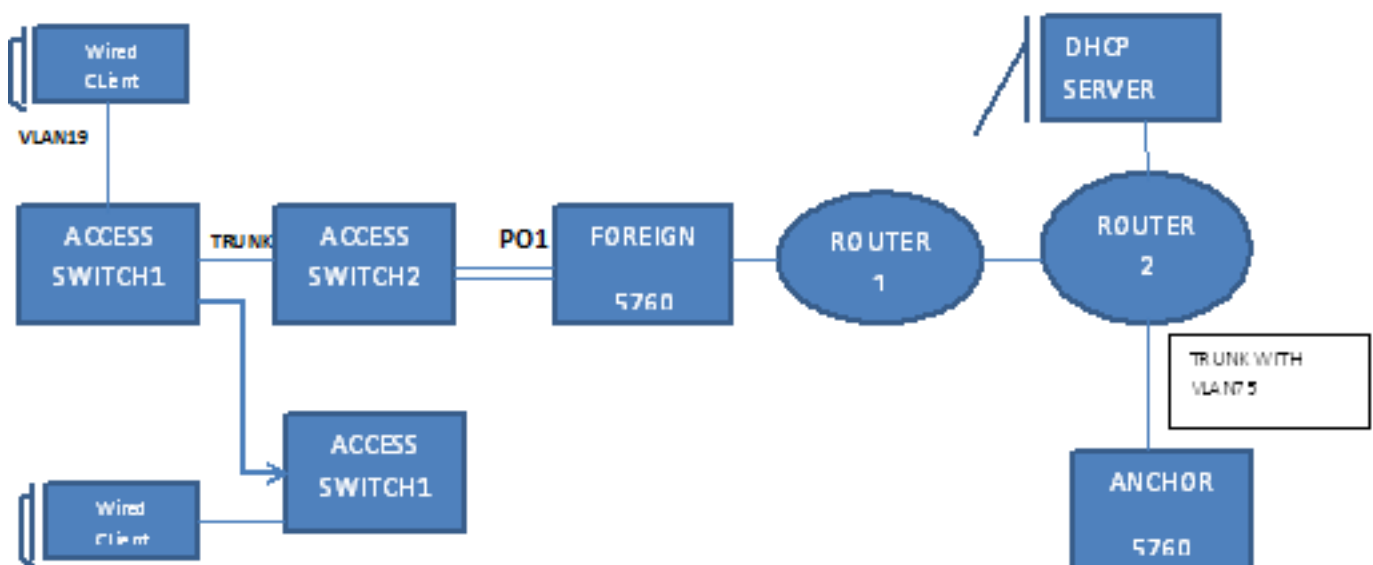 Wired
CLient
VLAN19
DHCP
SERVER
ACCESS
SWITCH1
TRUNK
ACCESS
SWITCH2
PO1
FOREIGN
5760
ROUTER
1
ROUTER
2
TRUNK WITH
VLAN75
ACCESS
SWITCH1
Wired
Client
ANCHOR
5760